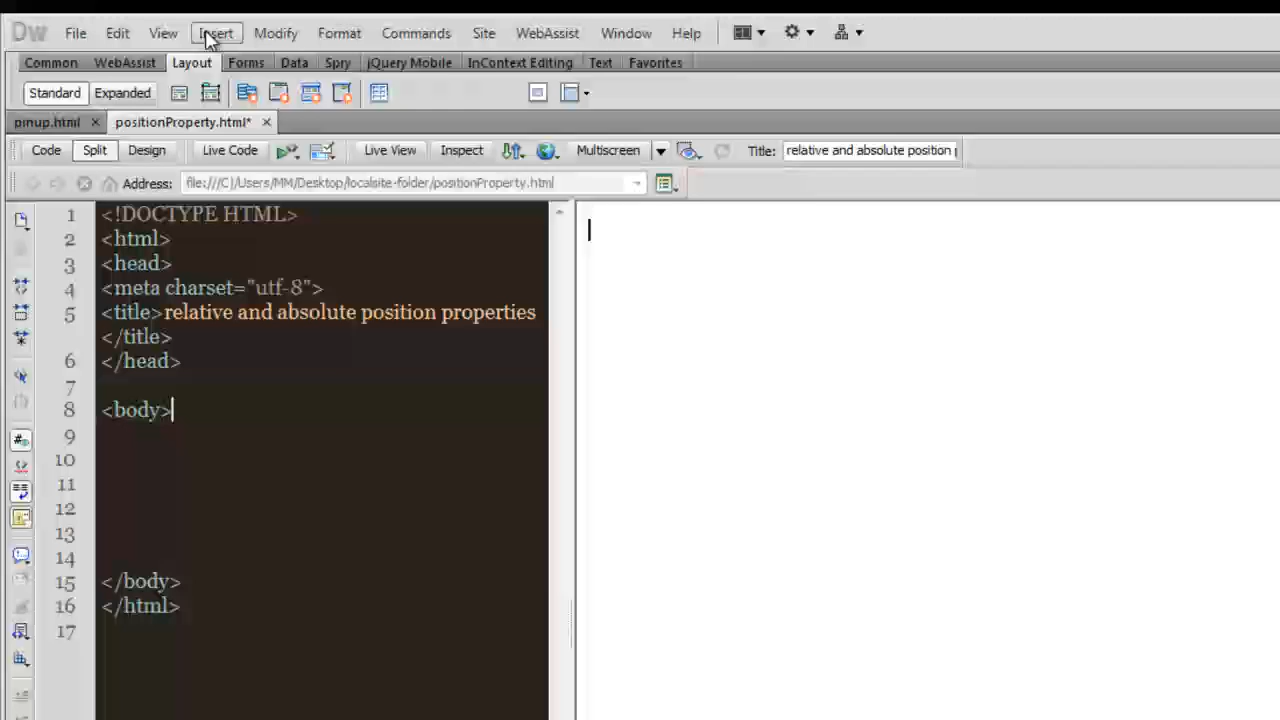 Dw File Edit View Insert Modify Format Commands Site WebAssist Window Help
Common WebAssist Layout Forms Data Spry jQuery Mobile InContext Editing Text Favorites
Standard Expanded
pinup.html × positionProperty.html* ×
Code Split Design Live Code Live View Inspect Multiscreen Title: relative and absolute position
Address: file:///C|/Users/MM/Desktop/localsite-folder/positionProperty.html
1 <!DOCTYPE HTML>
2 <html>
3 <head>
4 <meta charset="utf-8">
5 <title>relative and absolute position properties
</title>
6 </head>
7
8 <body>
9
10
11
12
13
14
15 </body>
16 </html>
17